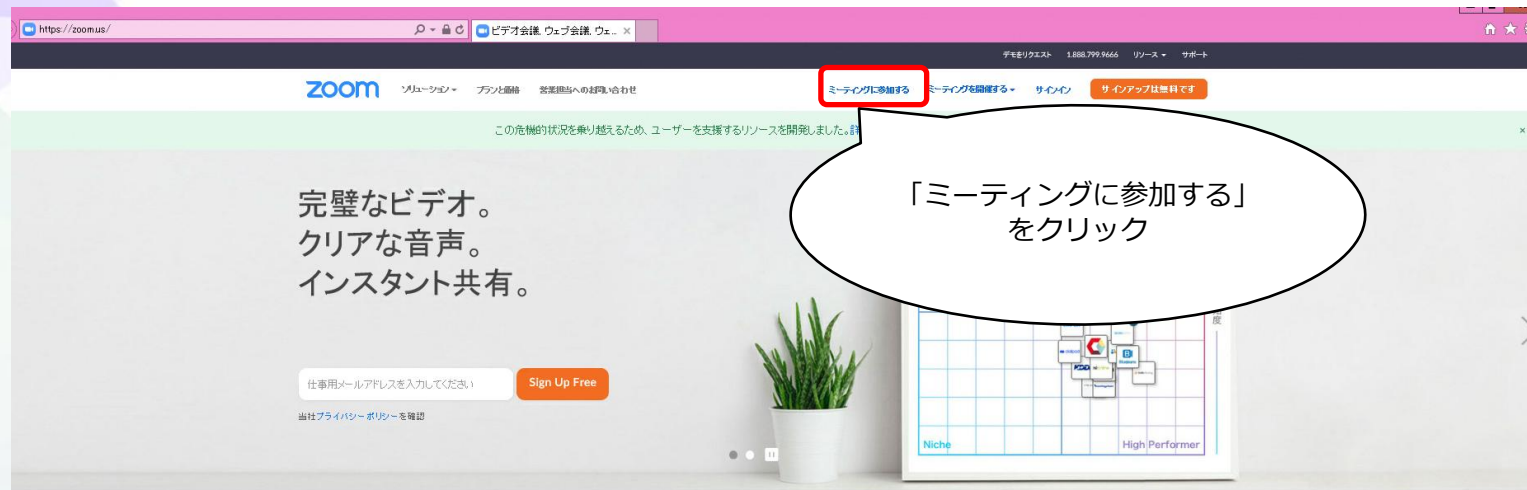 https://zoom.us/
ビデオ会議, ウェブ会議, ウェ...
デモをリクエスト 1.888.799.9666 リソース サポート
zoom ソリューション プランと価格 営業担当へのお問い合わせ ミーティングに参加する ミーティングを開催する サインイン サインアップは無料です
この危機的状況を乗り越えるため、ユーザーを支援するリソースを開発しました。詳
「ミーティングに参加する」
をクリック
完璧なビデオ。
クリアな音声。
インスタント共有。
度
仕事用メールアドレスを入力してください Sign Up Free
当社プライバシーポリシーを確認
Niche High Performer